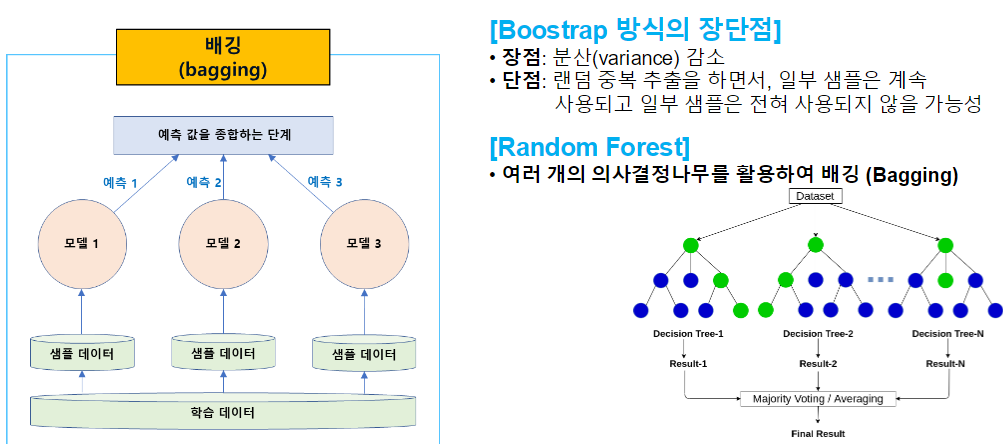 배깅
(bagging)
예측 값을 종합하는 단계
예측 1
예측 2
예측 3
모델 1
모델 2
모델 3
샘플 데이터
샘플 데이터
샘플 데이터
학습 데이터
[Boostrap 방식의 장단점]
• 장점: 분산(variance) 감소
• 단점: 랜덤 중복 추출을 하면서, 일부 샘플은 계속
사용되고 일부 샘플은 전혀 사용되지 않을 가능성
[Random Forest]
• 여러 개의 의사결정나무를 활용하여 배깅 (Bagging)
Dataset
Decision Tree-1
Decision Tree-2
Decision Tree-N
Result-1
Result-2
Result-N
Majority Voting / Averaging
Final Result